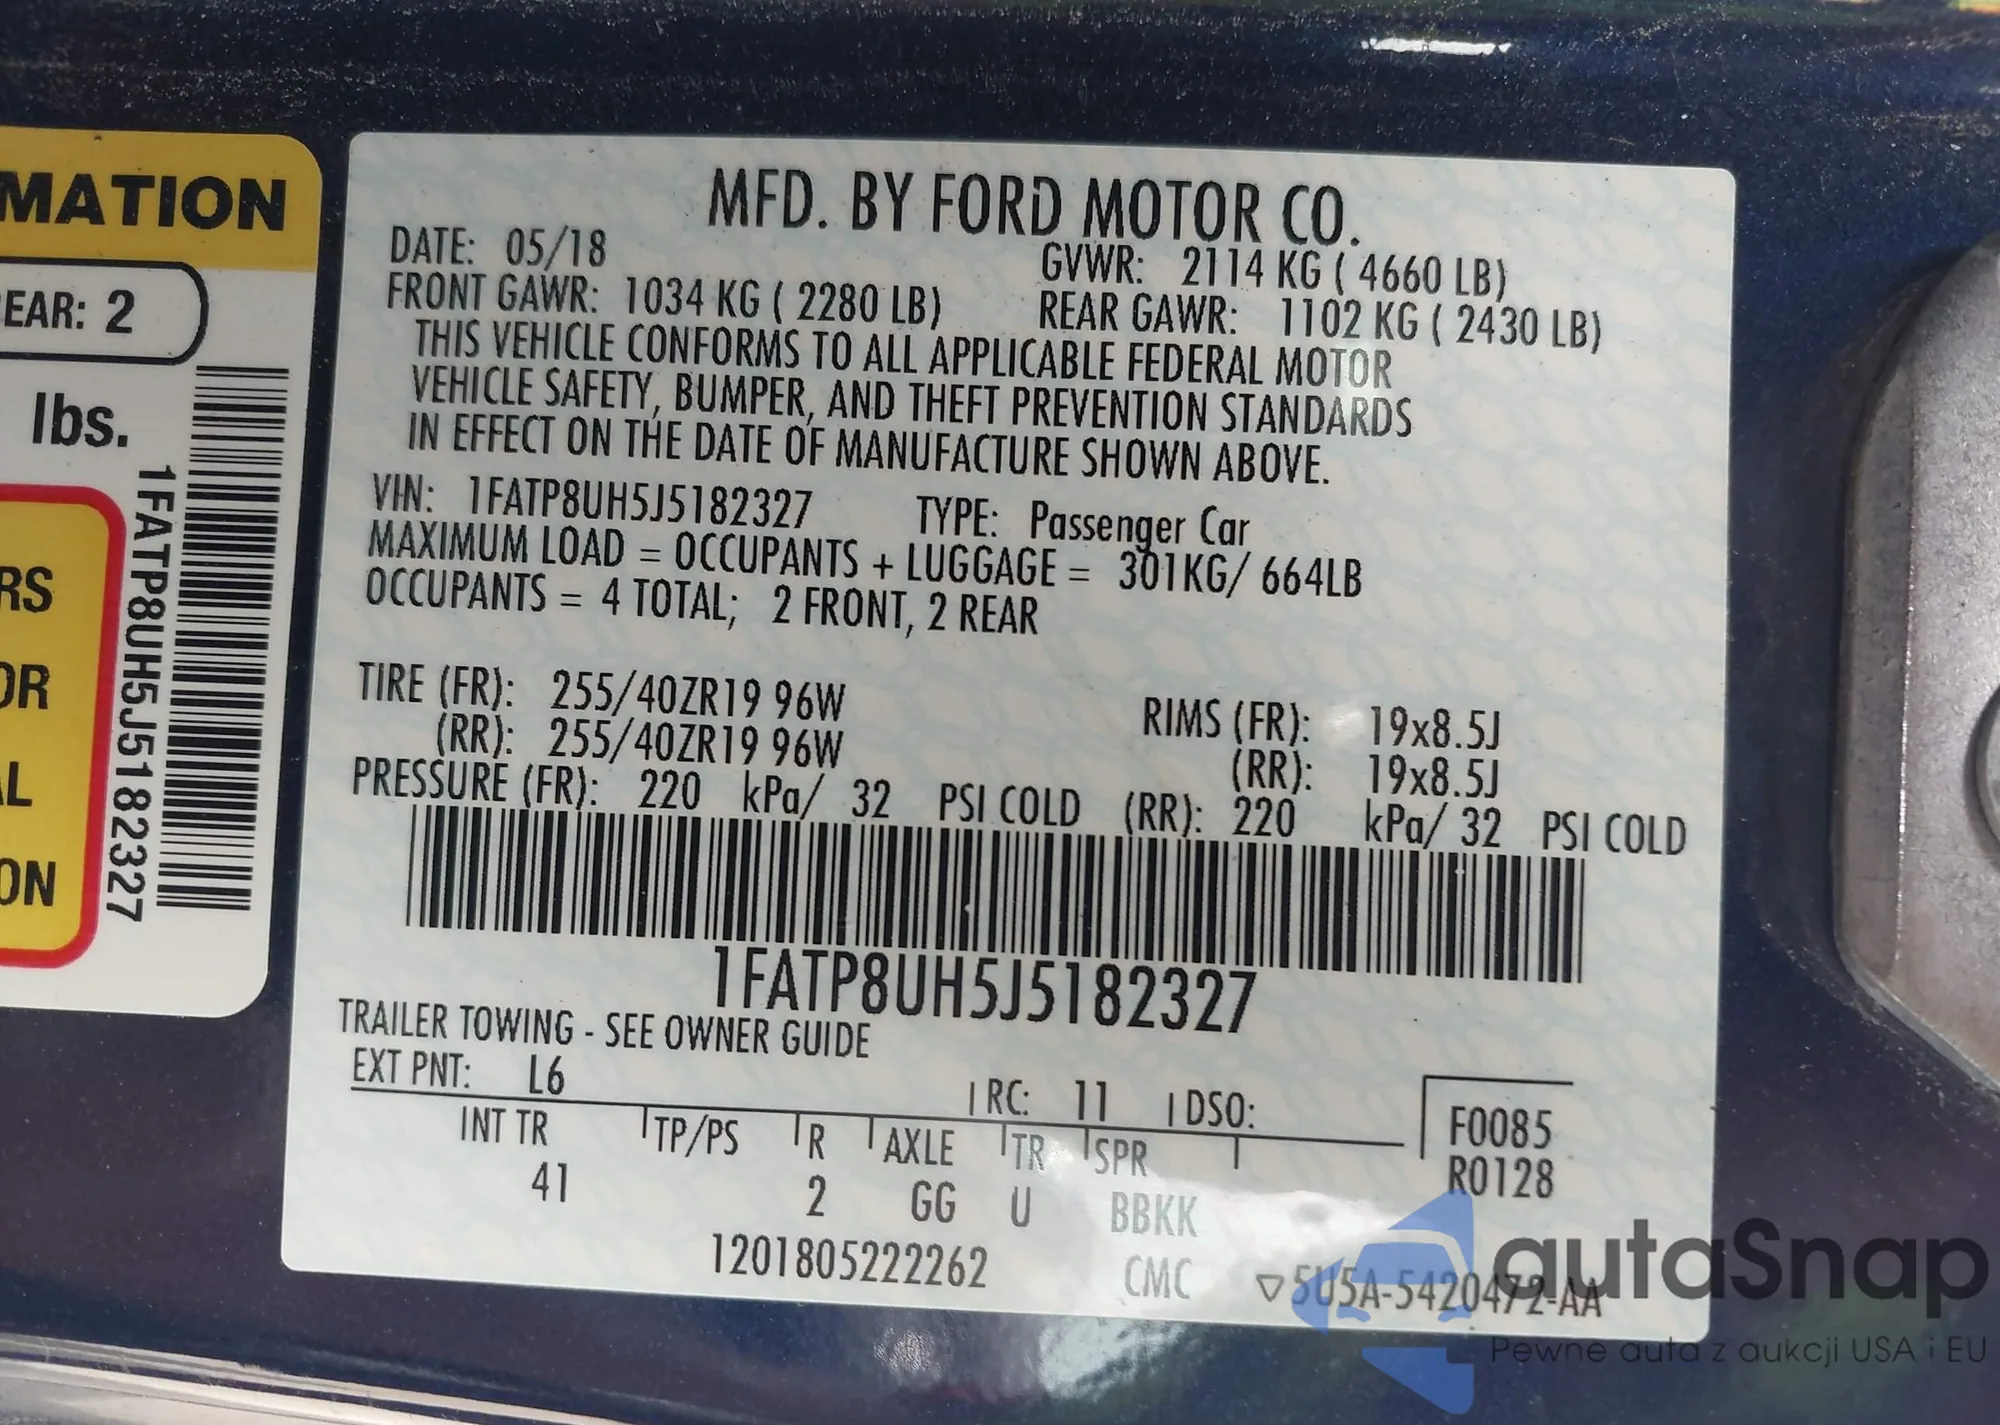 MATION
EAR: 2
lbs.
RS
OR
AL
ON
1FATP8UH5J5182327
MFD. BY FORD MOTOR CO.
DATE: 05/18 GVWR: 2114 KG ( 4660 LB)
FRONT GAWR: 1034 KG ( 2280 LB) REAR GAWR: 1102 KG ( 2430 LB)
THIS VEHICLE CONFORMS TO ALL APPLICABLE FEDERAL MOTOR
VEHICLE SAFETY, BUMPER, AND THEFT PREVENTION STANDARDS
IN EFFECT ON THE DATE OF MANUFACTURE SHOWN ABOVE.
VIN: 1FATP8UH5J5182327 TYPE: Passenger Car
MAXIMUM LOAD = OCCUPANTS + LUGGAGE = 301KG/ 664LB
OCCUPANTS = 4 TOTAL; 2 FRONT, 2 REAR
TIRE (FR): 255/40ZR19 96W RIMS (FR): 19x8.5J
(RR): 255/40ZR19 96W (RR): 19x8.5J
PRESSURE (FR): 220 kPa/ 32 PSI COLD (RR): 220 kPa/ 32 PSI COLD
1FATP8UH5J5182327
TRAILER TOWING - SEE OWNER GUIDE
EXT PNT: L6 RC: 11 DSO:
INT TR TP/PS R AXLE TR SPR F0085
41 2 GG U BBKK R0128
1201805222262 CMC ▽5U5A-5420472-AA
autaSnap
Pewne auta z aukcji USA i EU